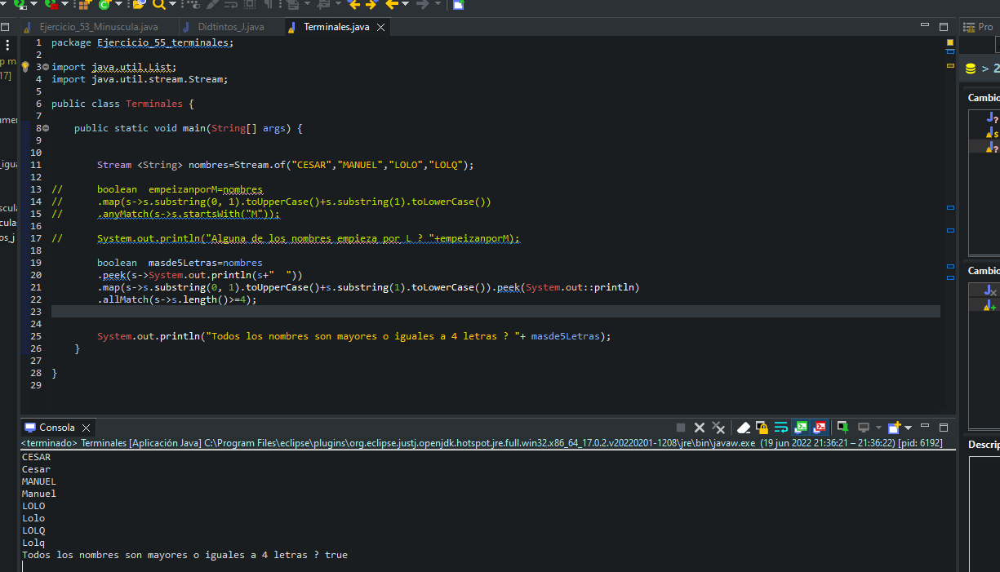 Ejercicio_53_Minuscula.java
Didtintos_J.java
Terminales.java
Pro
1 package Ejercicio_55_terminales;
2
3 import java.util.List;
4 import java.util.stream.Stream;
5
6 public class Terminales {
7
8 public static void main(String[] args) {
9
10
11 Stream <String> nombres=Stream.of("CESAR","MANUEL","LOLO","LOLQ");
12
13 // boolean empeizanporM=nombres
14 // .map(s->s.substring(0, 1).toUpperCase()+s.substring(1).toLowerCase())
15 // .anyMatch(s->s.startsWith("M"));
16
17 // System.out.println("Alguna de los nombres empieza por L ? "+empeizanporM);
18
19 boolean masde5Letras=nombres
20 .peek(s->System.out.println(s+"  "))
21 .map(s->s.substring(0, 1).toUpperCase()+s.substring(1).toLowerCase()).peek(System.out::println)
22 .allMatch(s->s.length()>=4);
23
24
25 System.out.println("Todos los nombres son mayores o iguales a 4 letras ? "+ masde5Letras);
26 }
27
28 }
29
p m
17]
umer
_igua
scula
cula
os_j
> 2
Cambio
Cambio
Descrip
Consola
<terminado> Terminales [Aplicación Java] C:\Program Files\eclipse\plugins\org.eclipse.justj.openjdk.hotspot.jre.full.win32.x86_64_17.0.2.v20220201-1208\jre\bin\javaw.exe (19 jun 2022 21:36:21 – 21:36:22) [pid: 6192]
CESAR
Cesar
MANUEL
Manuel
LOLO
Lolo
LOLQ
Lolq
Todos los nombres son mayores o iguales a 4 letras ? true